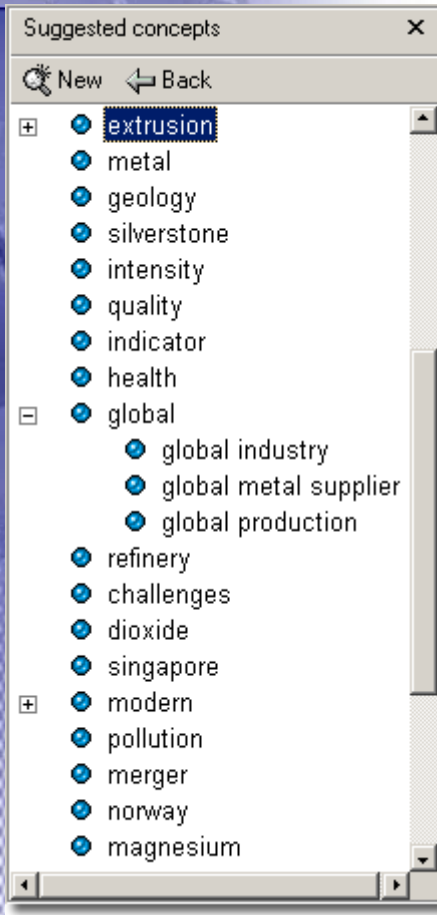 Suggested concepts
New Back
extrusion
metal
geology
silverstone
intensity
quality
indicator
health
global
global industry
global metal supplier
global production
refinery
challenges
dioxide
singapore
modern
pollution
merger
norway
magnesium